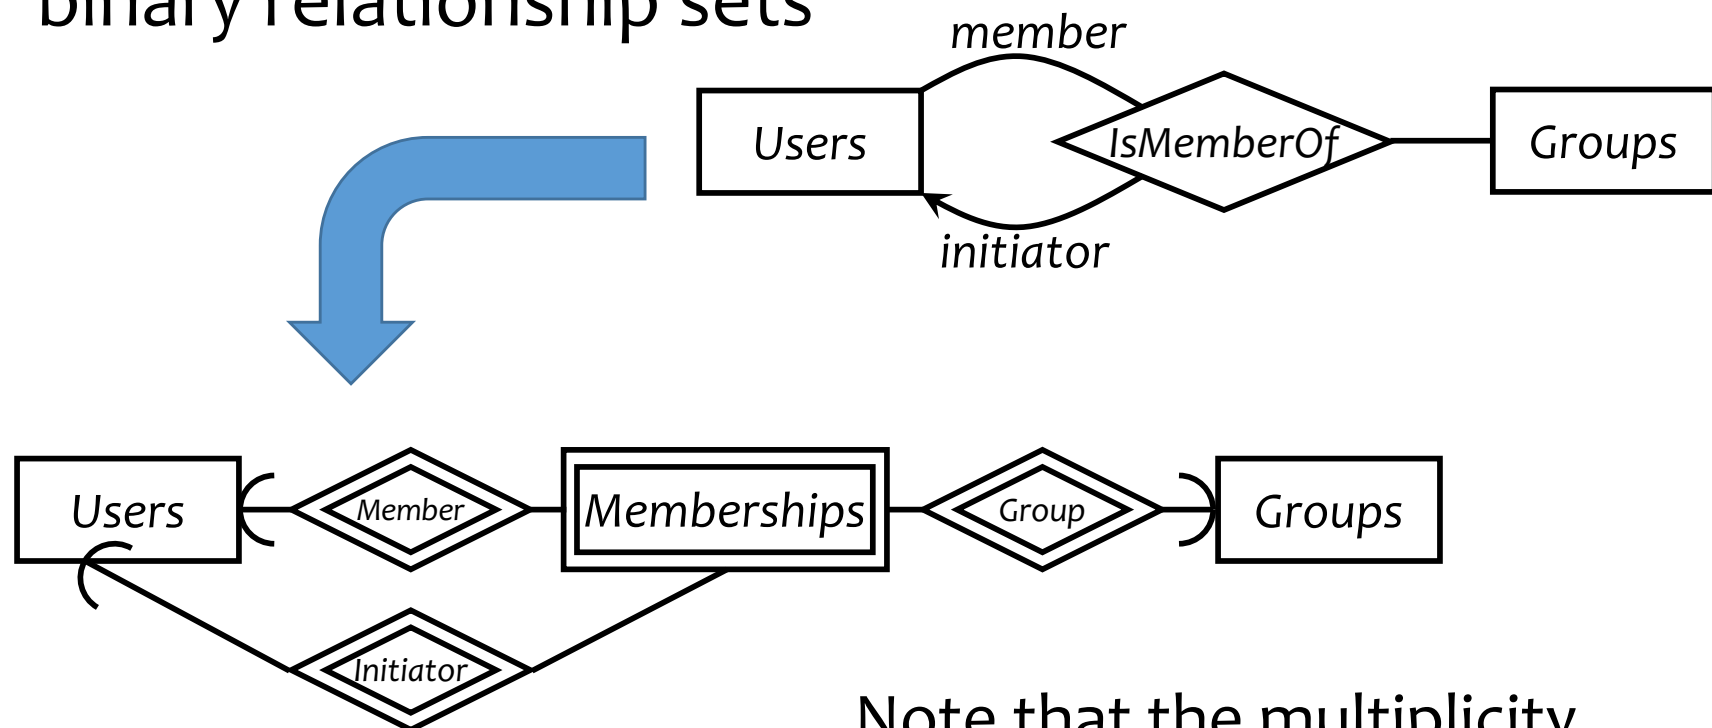 binary relationship sets
member
Users
IsMemberOf
Groups
initiator
Users
Member
Memberships
Group
Groups
Initiator
Note that the multiplicity